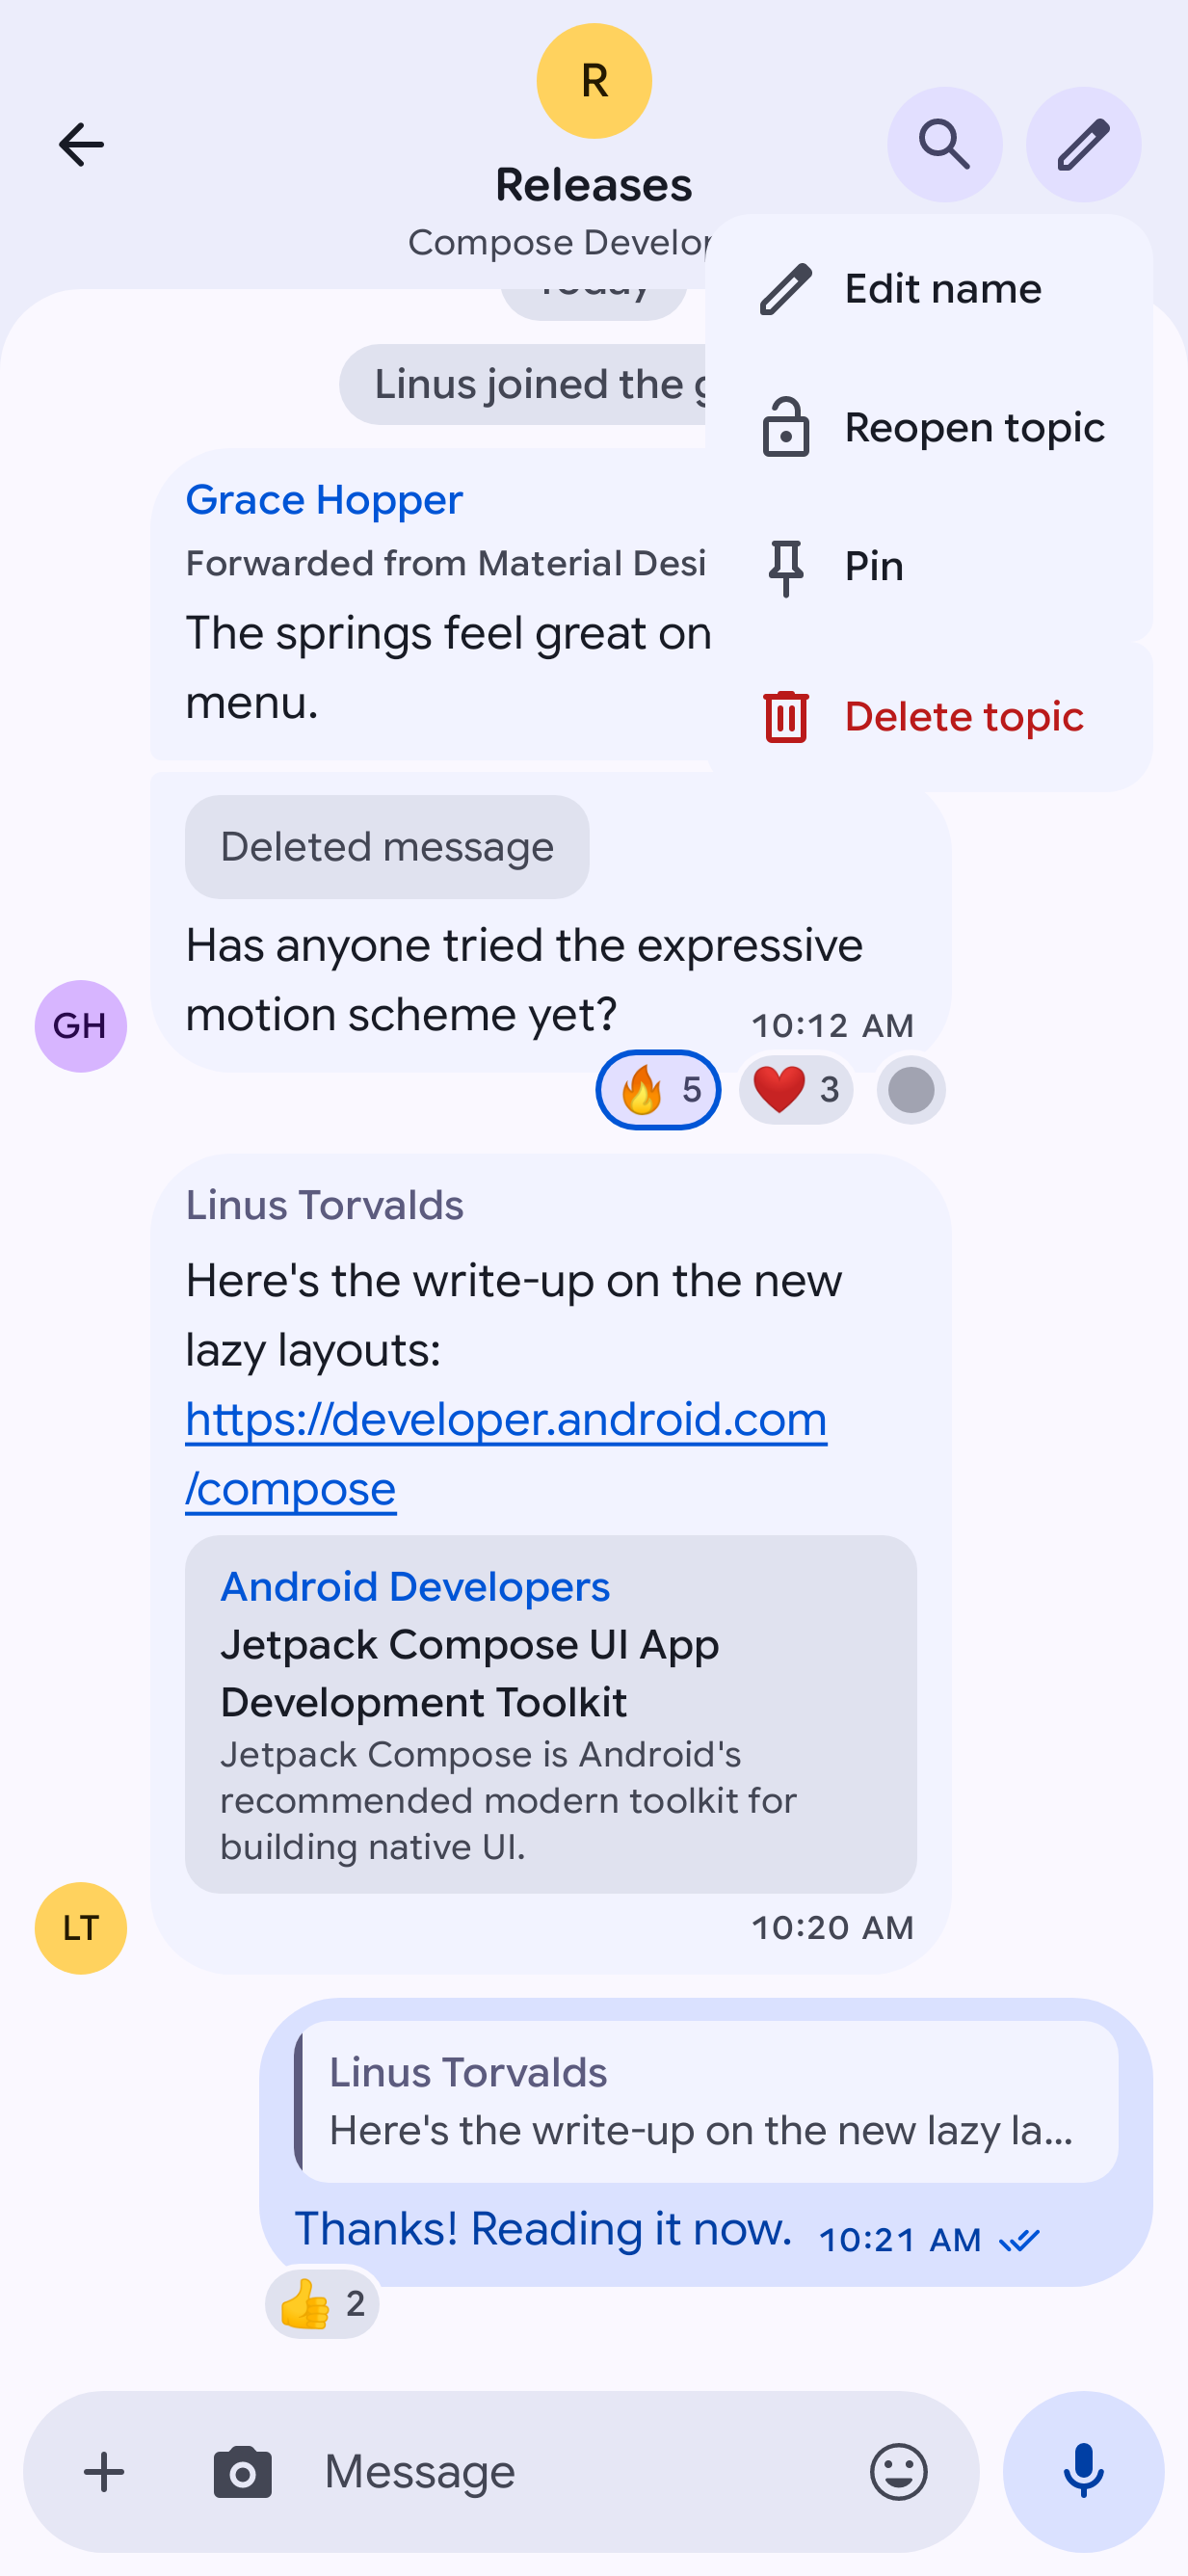 R
Releases
Compose Develop
Edit name
Today
Linus joined the g
Reopen topic
Grace Hopper
Forwarded from Material Desi
Pin
The springs feel great on
menu.
Delete topic
Deleted message
Has anyone tried the expressive
motion scheme yet?
10:12 AM
GH
🔥 5
❤️ 3
Linus Torvalds
Here's the write-up on the new
lazy layouts:
https://developer.android.com
/compose
Android Developers
Jetpack Compose UI App
Development Toolkit
Jetpack Compose is Android's
recommended modern toolkit for
building native UI.
LT
10:20 AM
Linus Torvalds
Here's the write-up on the new lazy la...
Thanks! Reading it now. 10:21 AM
👍 2
Message